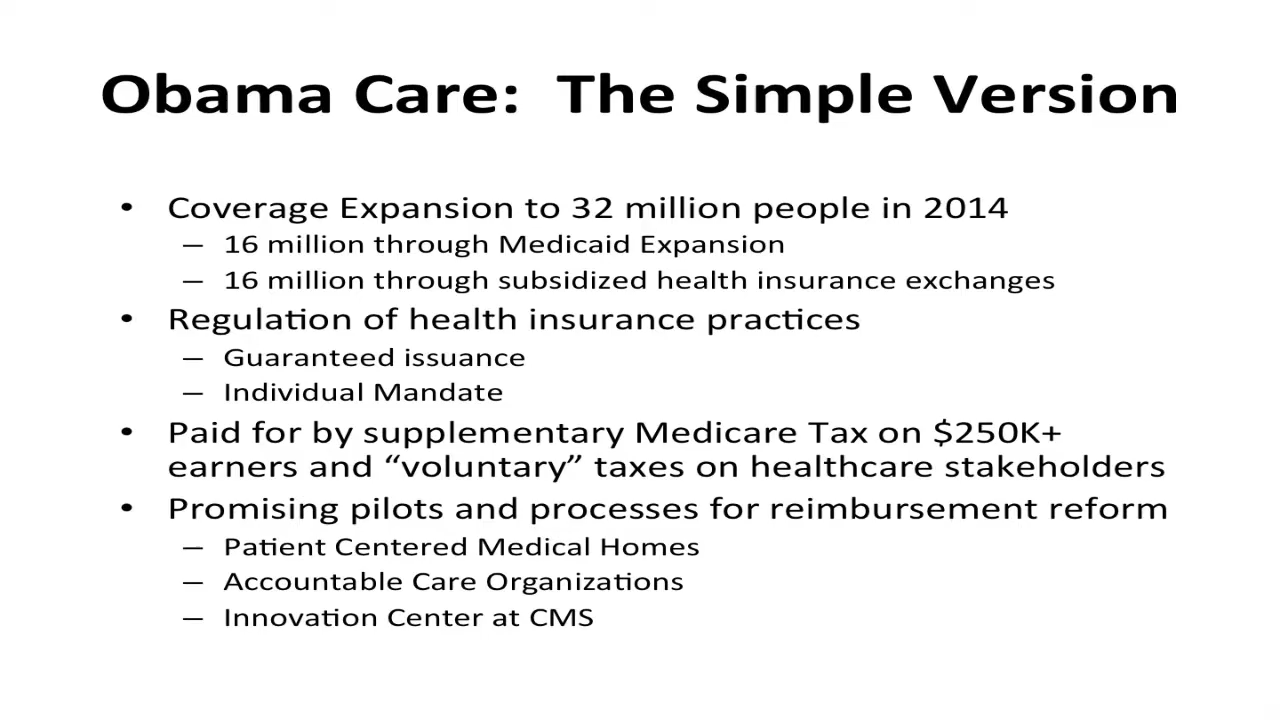 Obama Care:  The Simple Version
• Coverage Expansion to 32 million people in 2014
– 16 million through Medicaid Expansion
– 16 million through subsidized health insurance exchanges
• Regulation of health insurance practices
– Guaranteed issuance
– Individual Mandate
• Paid for by supplementary Medicare Tax on $250K+
earners and “voluntary” taxes on healthcare stakeholders
• Promising pilots and processes for reimbursement reform
– Patient Centered Medical Homes
– Accountable Care Organizations
– Innovation Center at CMS